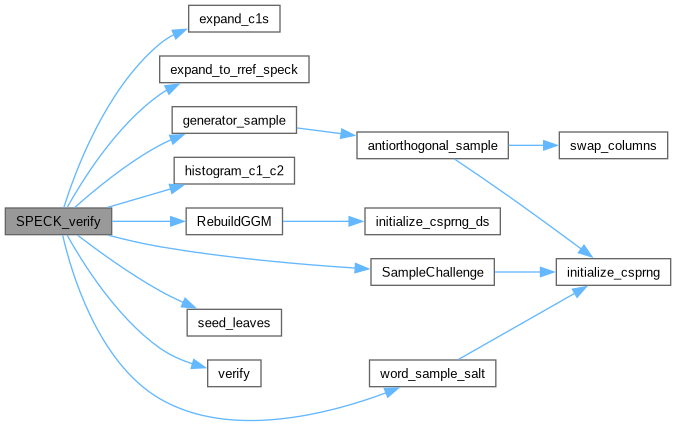 expand_c1s
expand_to_rref_speck
generator_sample
antiorthogonal_sample
swap_columns
histogram_c1_c2
SPECK_verify
RebuildGGM
initialize_csprng_ds
SampleChallenge
initialize_csprng
seed_leaves
verify
word_sample_salt